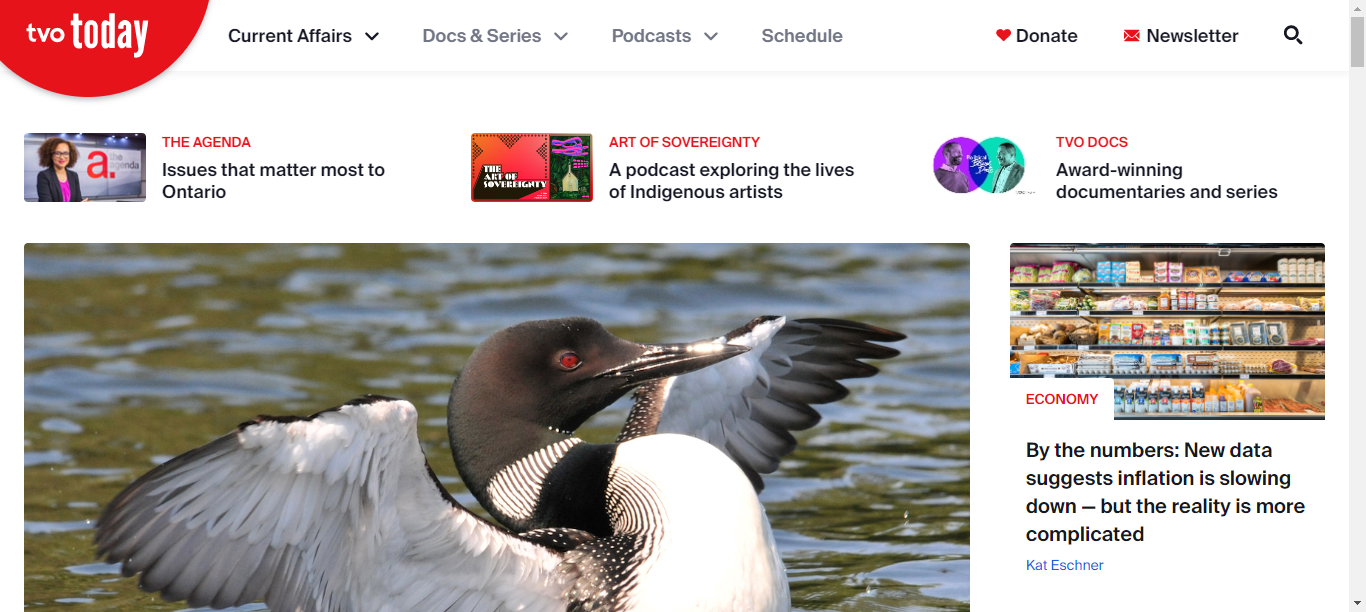 tvo today
Current Affairs
Docs & Series
Podcasts
Schedule
Donate
Newsletter
a.
the
agenda
THE AGENDA
Issues that matter most to
Ontario
THE
ART OF
SOVEREIGNTY
ART OF SOVEREIGNTY
A podcast exploring the lives
of Indigenous artists
TVO DOCS
Award-winning
documentaries and series
ECONOMY
By the numbers: New data
suggests inflation is slowing
down — but the reality is more
complicated
Kat Eschner